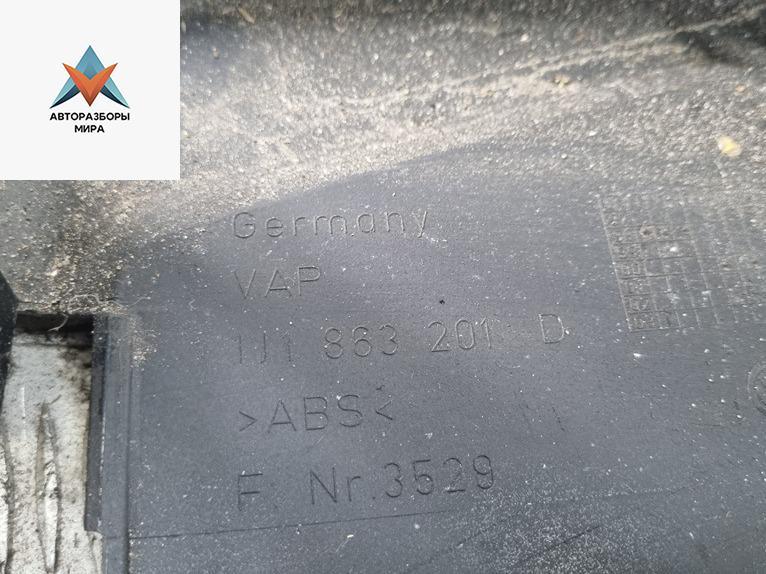 АВТОРАЗБОРЫ
МИРА
Germany
VAP
1J1 863 201 D
>ABS<
F. Nr.3529